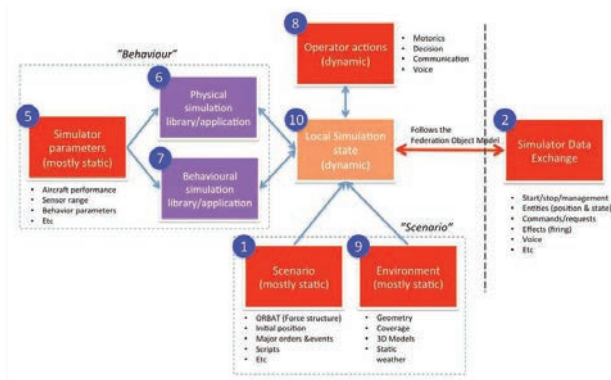 8
Operator actions
(dynamic)
• Motorics
• Decision
• Communication
• Voice
"Behaviour"
6
Physical
simulation
library/application
5
Simulator
parameters
(mostly static)
• Aircraft performance
• Sensor range
• Behavior parameters
• Etc
7
Behavioural
simulation
library/application
10
Local Simulation
state
(dynamic)
Follows the
Federation Object Model
2
Simulator Data
Exchange
• Start/stop/management
• Entities (position & state)
• Commands/requests
• Effects (firing)
• Voice
• Etc
"Scenario"
1
Scenario
(mostly static)
• ORBAT (Force structure)
• Initial position
• Major orders &events
• Scripts
• Etc
9
Environment
(mostly static)
• Geometry
• Coverage
• 3D Models
• Static
weather